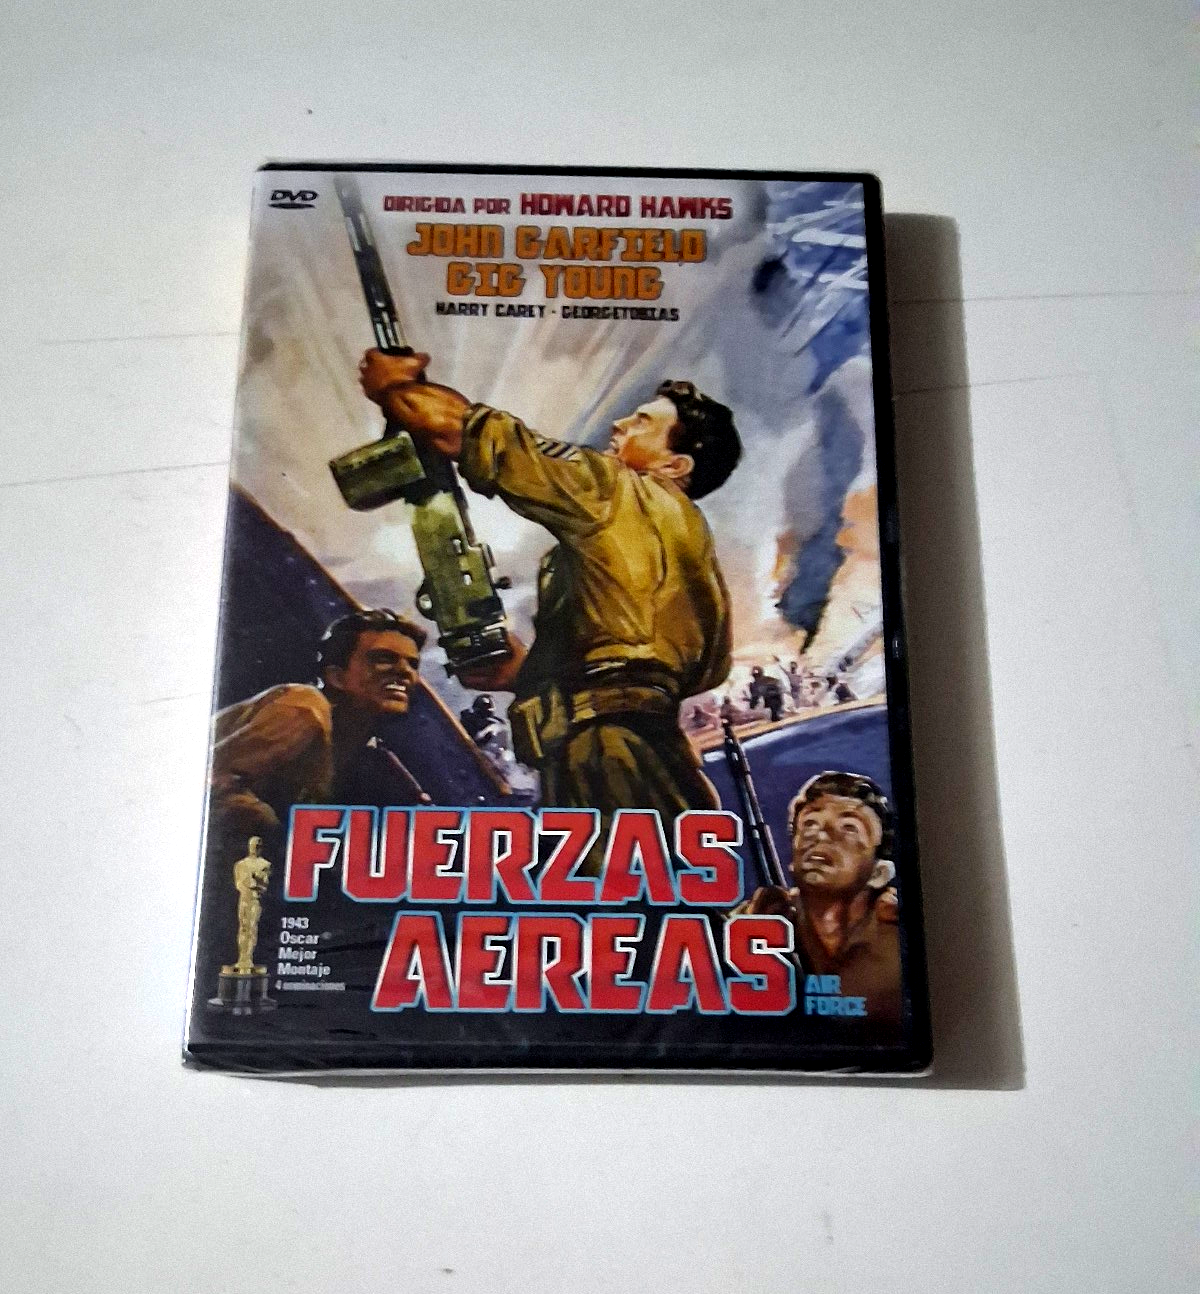 DVD
DIRIGIDA POR HOWARD HAWKS
JOHN GARFIELD
GIG YOUNG
HARRY CAREY - GEORGETOBIAS
FUERZAS
AEREAS
AIR
FORCE
1943
Oscar®
Mejor
Montaje
4 nominaciones